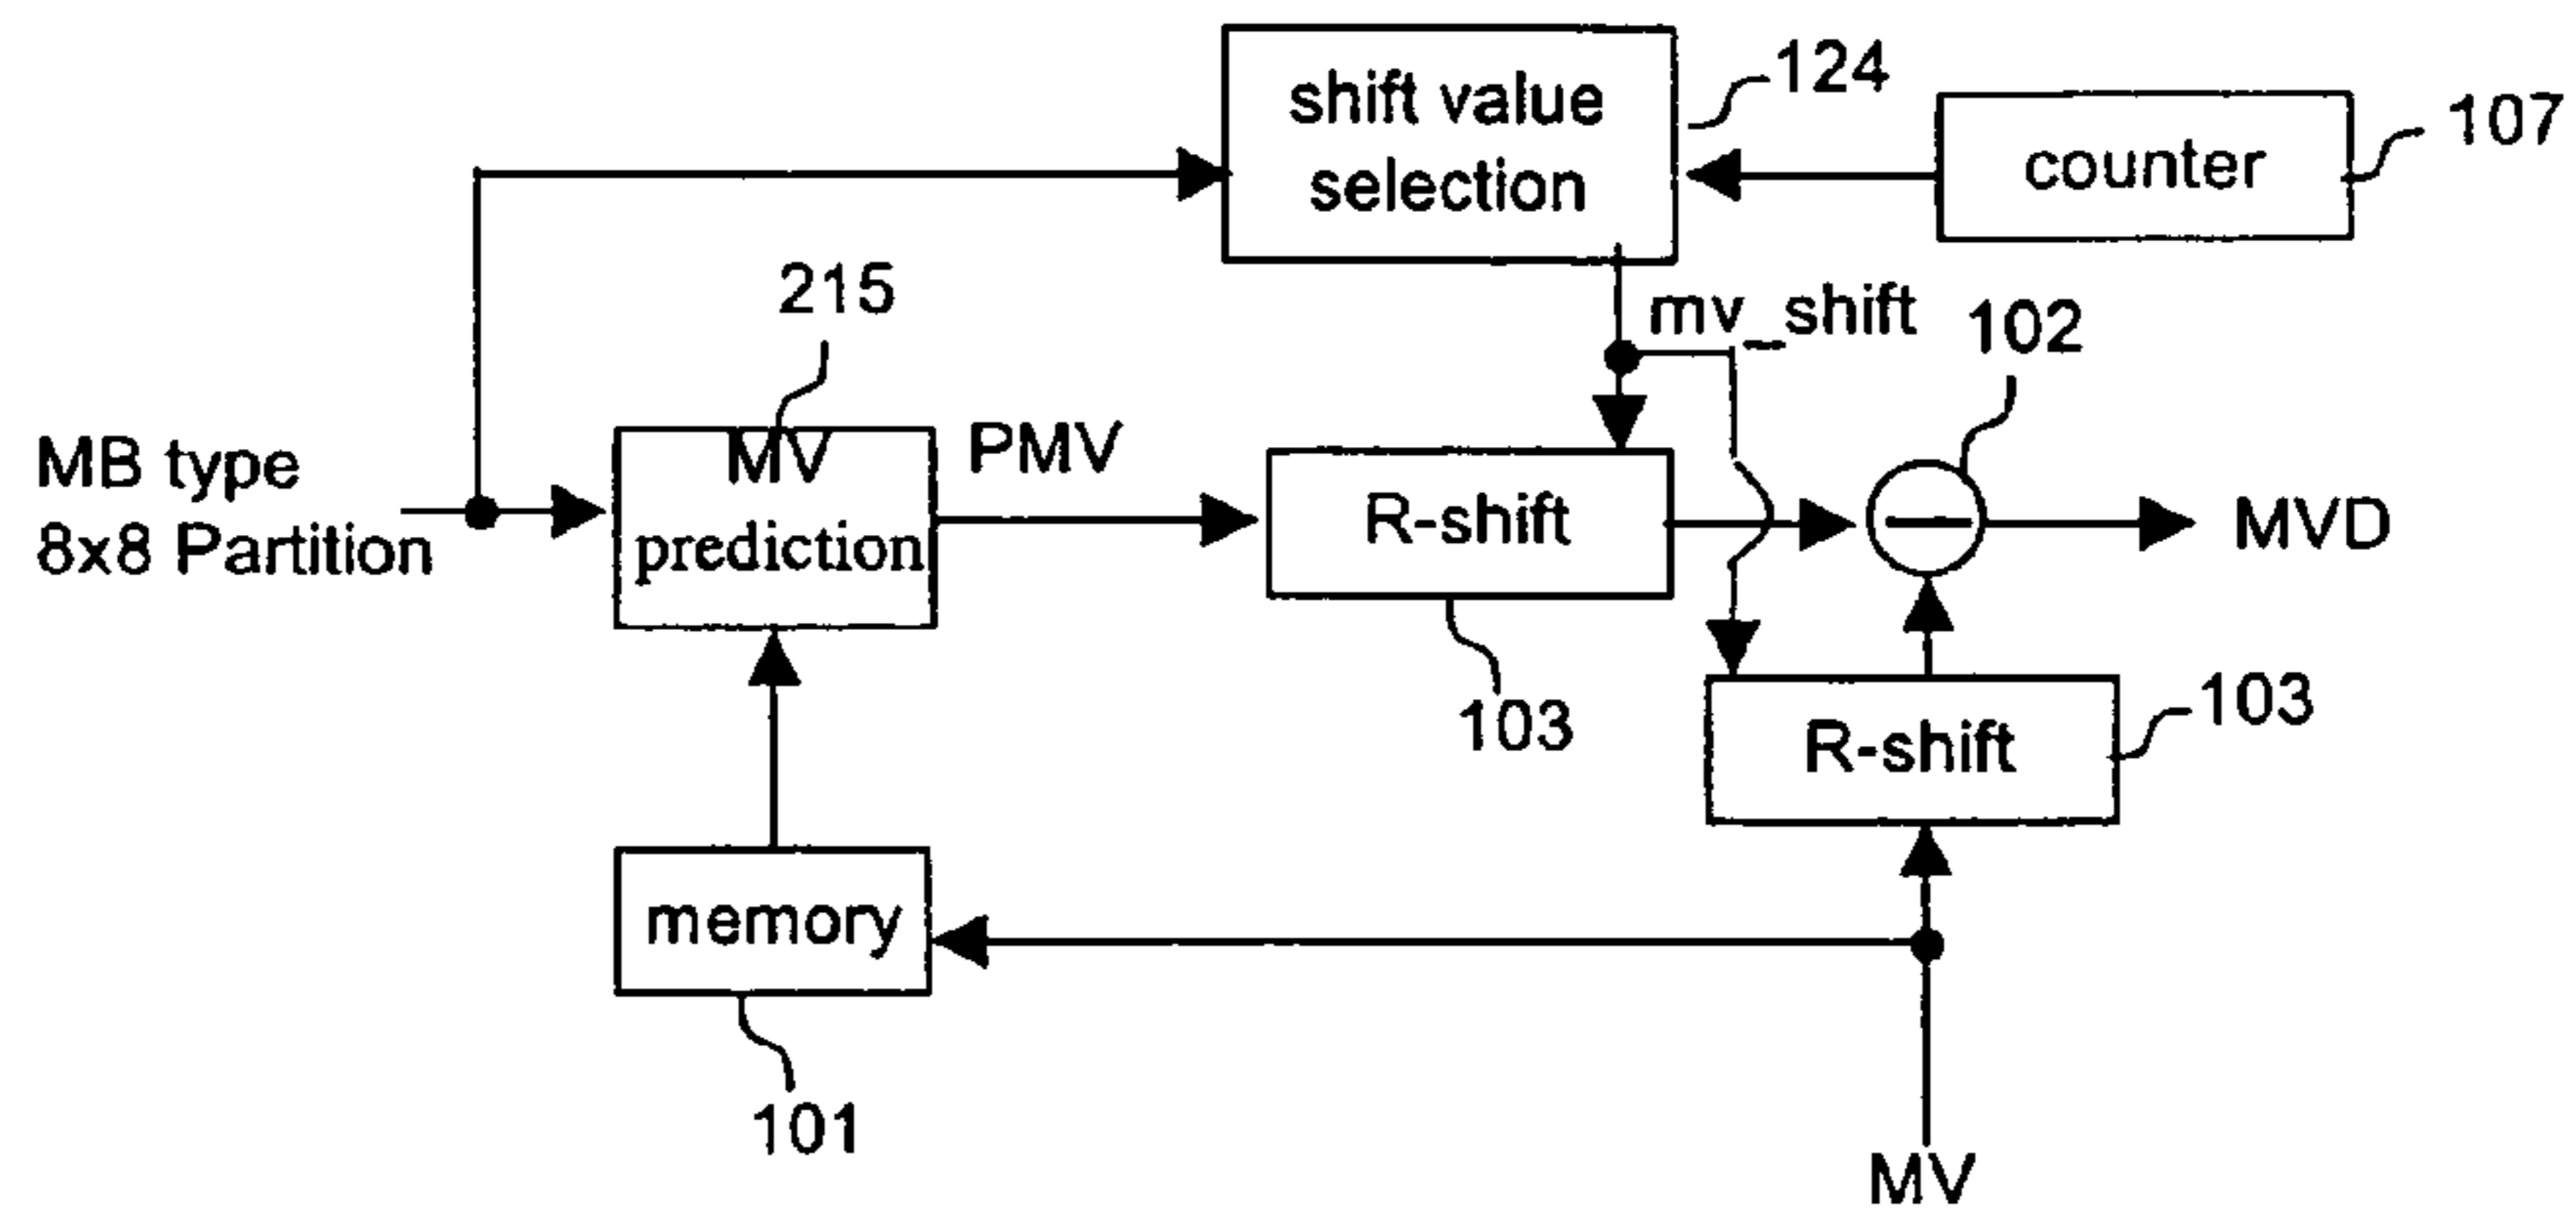 shift value
selection
124
counter
107
215
mv_shift
102
MB type
8x8 Partition
MV
prediction
PMV
R-shift
MVD
103
R-shift
103
memory
101
MV